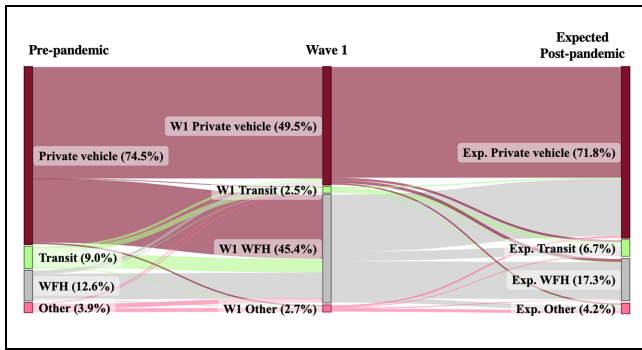 Pre-pandemic
Wave 1
Expected
Post-pandemic
Private vehicle (74.5%)
Transit (9.0%)
WFH (12.6%)
Other (3.9%)
W1 Private vehicle (49.5%)
W1 Transit (2.5%)
W1 WFH (45.4%)
W1 Other (2.7%)
Exp. Private vehicle (71.8%)
Exp. Transit (6.7%)
Exp. WFH (17.3%)
Exp. Other (4.2%)